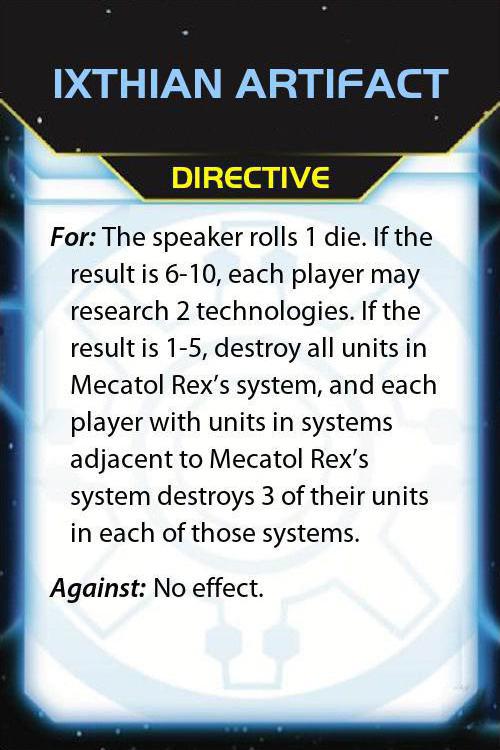 IXTHIAN ARTIFACT
DIRECTIVE
For: The speaker rolls 1 die. If the
result is 6-10, each player may
research 2 technologies. If the
result is 1-5, destroy all units in
Mecatol Rex's system, and each
player with units in systems
adjacent to Mecatol Rex's
system destroys 3 of their units
in each of those systems.
Against: No effect.